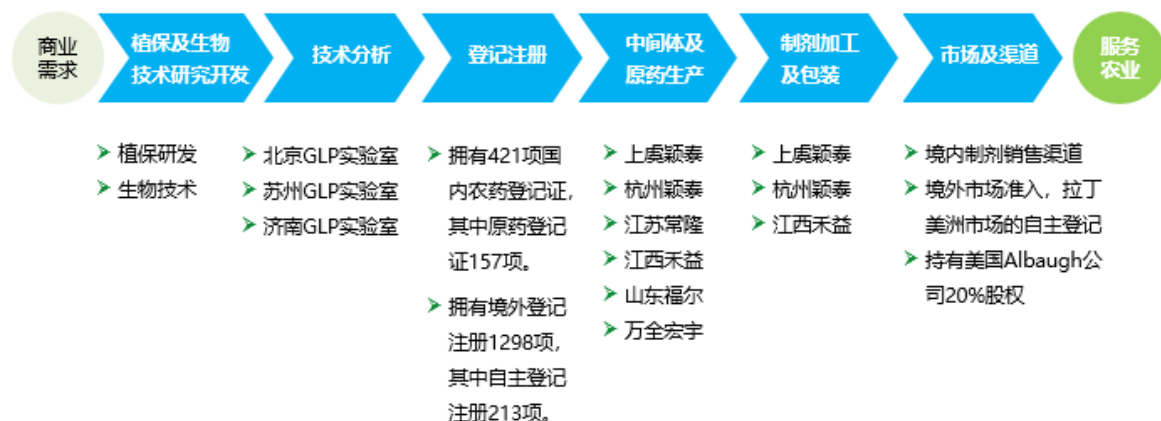 商业
需求
植保及生物
技术研究开发
技术分析
登记注册
中间体及
原药生产
制剂加工
及包装
市场及渠道
服务
农业
植保研发
生物技术
北京GLP实验室
苏州GLP实验室
济南GLP实验室
拥有421项国
内农药登记证,
其中原药登记
证157项。
拥有境外登记
注册1298项,
其中自主登记
注册213项。
上虞颖泰
杭州颖泰
江苏常隆
江西禾益
山东福尔
万全宏宇
上虞颖泰
杭州颖泰
江西禾益
境内制剂销售渠道
境外市场准入，拉丁
美洲市场的自主登记
持有美国Albaugh公
司20%股权